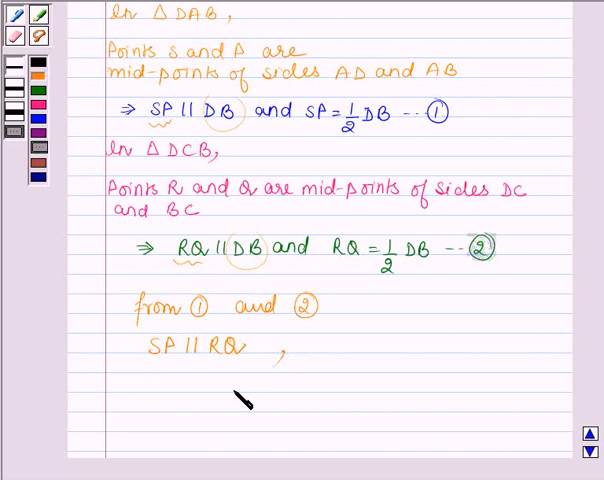 In △ DAB,
Points S and P are
mid-points of sides AD and AB
⇒ SP || DB and SP = 1/2 DB --- ①
In △ DCB,
Points R and Q are mid-points of sides DC
and BC
⇒ RQ || DB and RQ = 1/2 DB --- ②
from ① and ②
SP || RQ ,